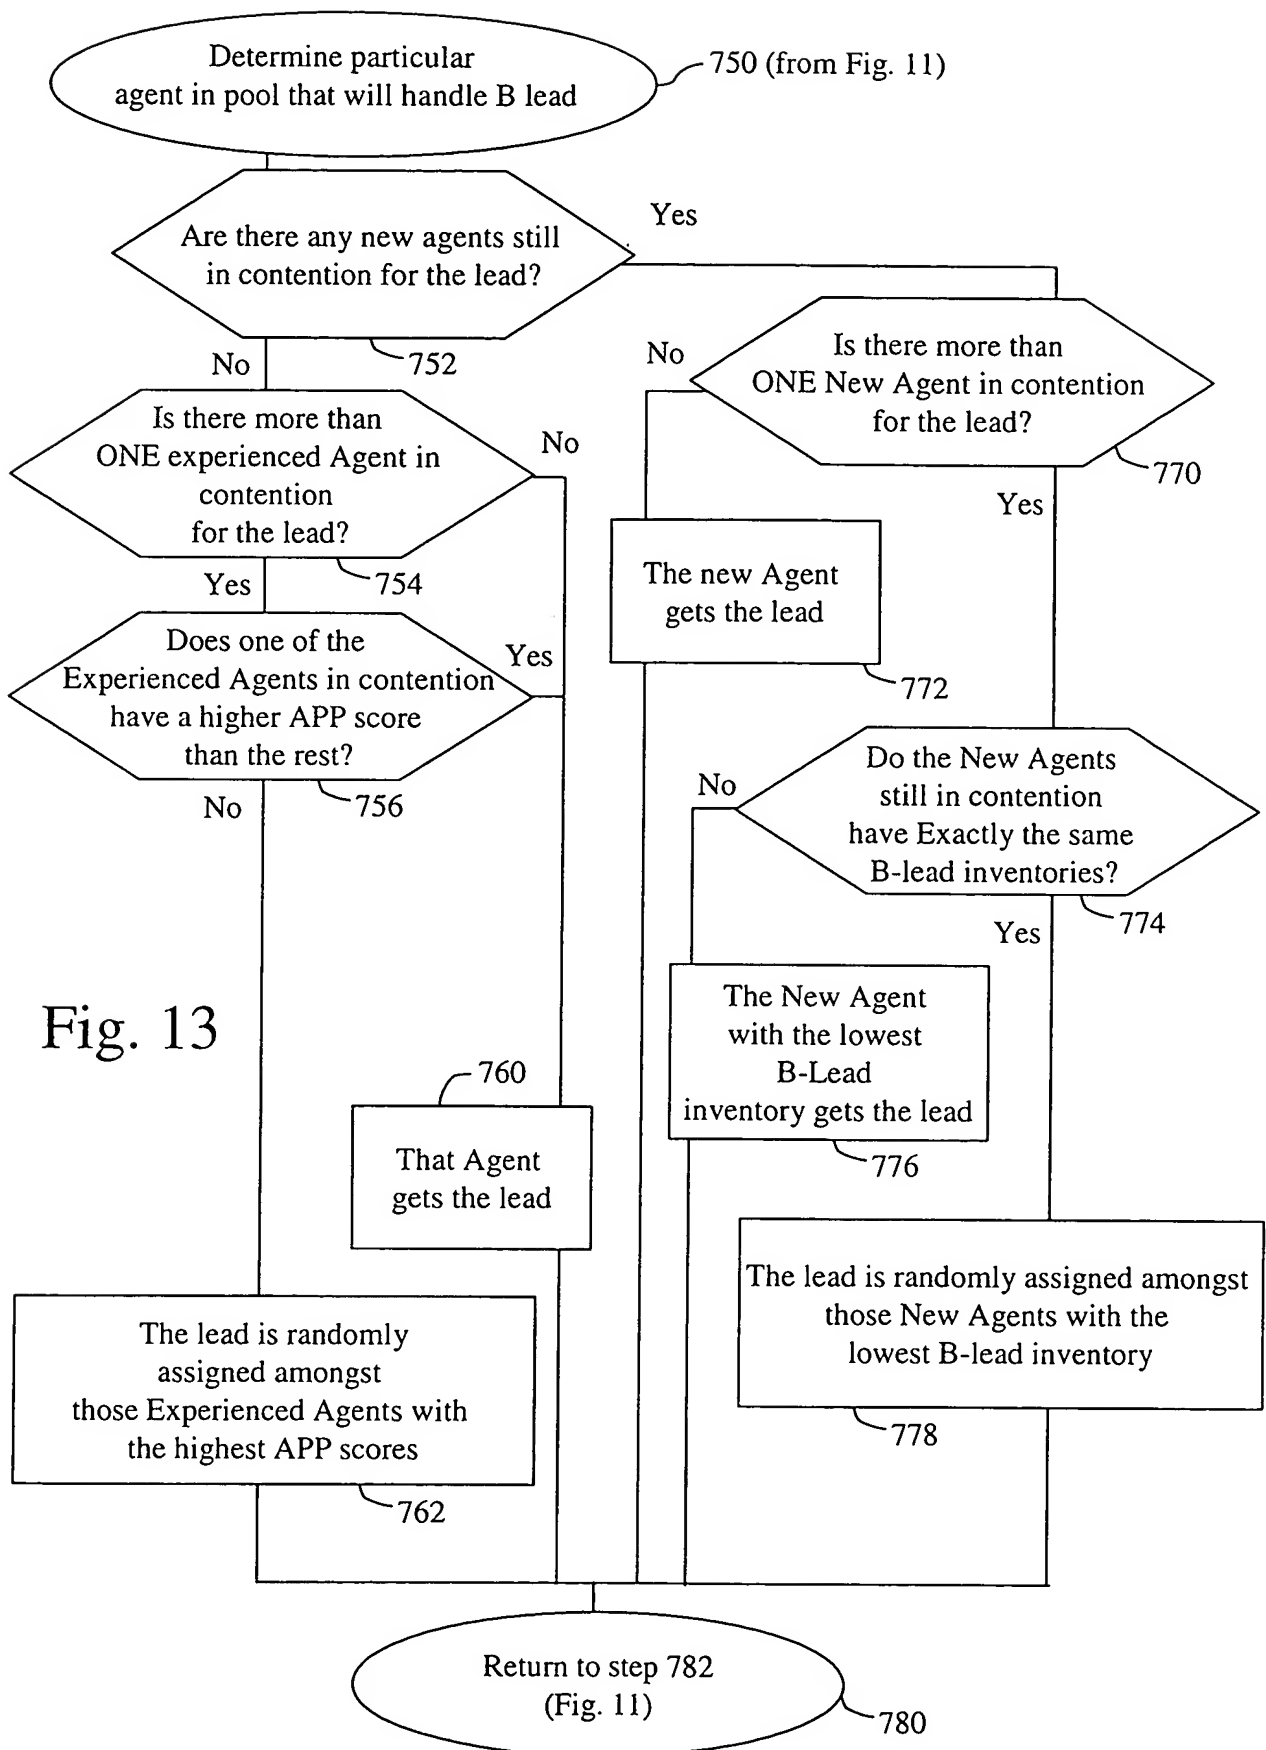 Determine particular
agent in pool that will handle B lead
750 (from Fig. 11)
Are there any new agents still
in contention for the lead?
Yes
752
No
Is there more than
ONE New Agent in contention
for the lead?
No
770
Yes
Is there more than
ONE experienced Agent in
contention
for the lead?
No
754
Yes
The new Agent
gets the lead
772
Does one of the
Experienced Agents in contention
have a higher APP score
than the rest?
Yes
756
No
Do the New Agents
still in contention
have Exactly the same
B-lead inventories?
No
774
Yes
Fig. 13
The New Agent
with the lowest
B-Lead
inventory gets the lead
776
760
That Agent
gets the lead
The lead is randomly assigned amongst
those New Agents with the
lowest B-lead inventory
778
The lead is randomly
assigned amongst
those Experienced Agents with
the highest APP scores
762
Return to step 782
(Fig. 11)
780